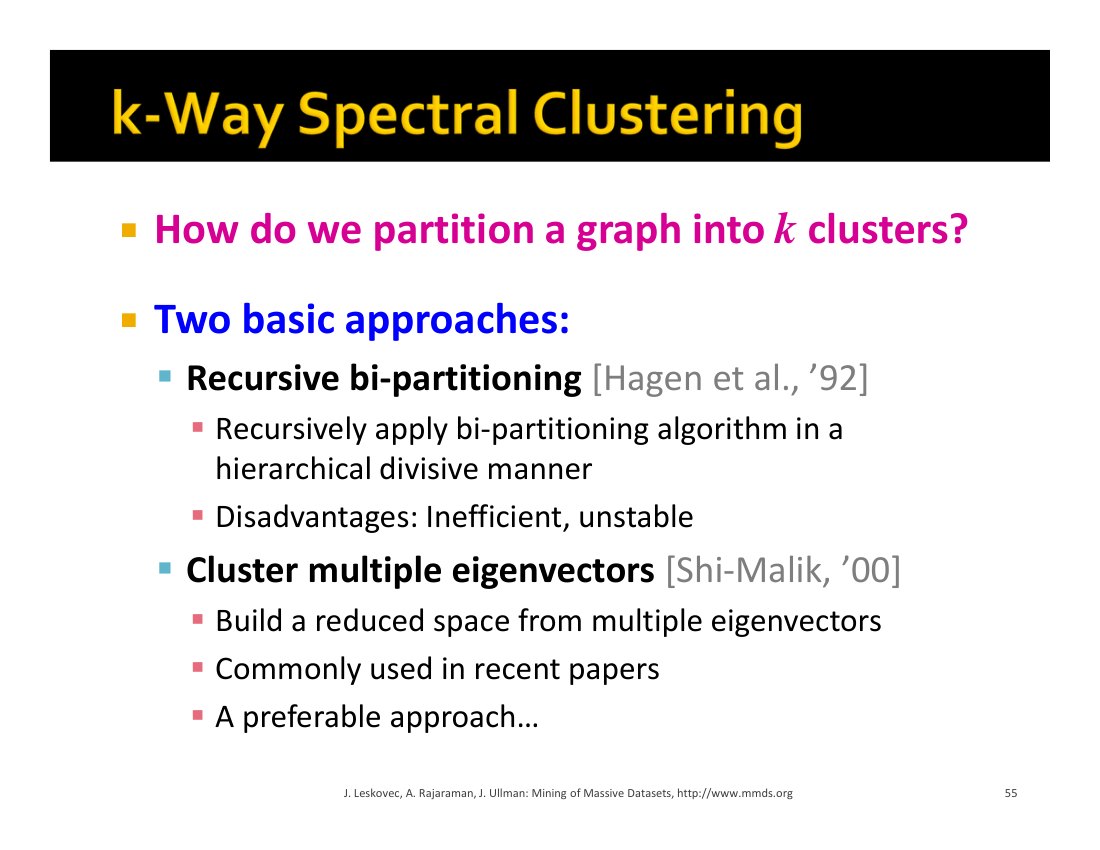 k-Way Spectral Clustering
How do we partition a graph into k clusters?
Two basic approaches:
Recursive bi-partitioning [Hagen et al., ’92]
Recursively apply bi-partitioning algorithm in a
hierarchical divisive manner
Disadvantages: Inefficient, unstable
Cluster multiple eigenvectors [Shi-Malik, ’00]
Build a reduced space from multiple eigenvectors
Commonly used in recent papers
A preferable approach…
J. Leskovec, A. Rajaraman, J. Ullman: Mining of Massive Datasets, http://www.mmds.org 55